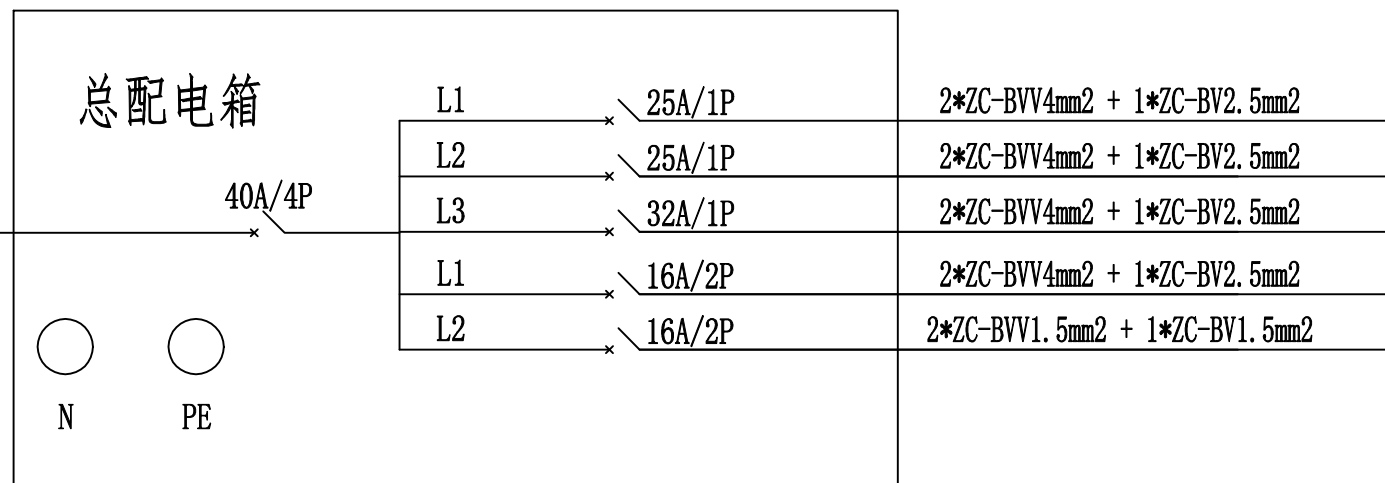 总配电箱
L1 25A/1P 2*ZC-BVV4mm2 + 1*ZC-BV2.5mm2
L2 25A/1P 2*ZC-BVV4mm2 + 1*ZC-BV2.5mm2
40A/4P
L3 32A/1P 2*ZC-BVV4mm2 + 1*ZC-BV2.5mm2
L1 16A/2P 2*ZC-BVV4mm2 + 1*ZC-BV2.5mm2
L2 16A/2P 2*ZC-BVV1.5mm2 + 1*ZC-BV1.5mm2
N PE